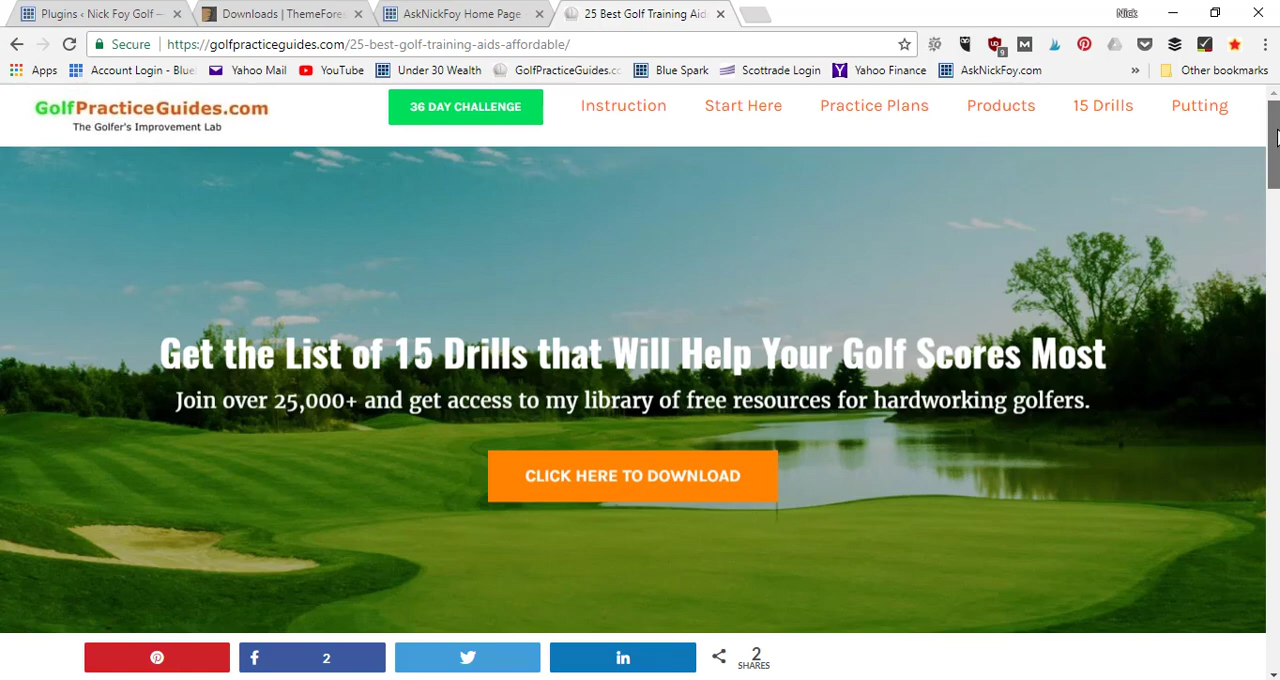 Plugins ‹ Nick Foy Golf —
Downloads | ThemeFores
AskNickFoy Home Page
25 Best Golf Training Aid
Nick
Secure
https://golfpracticeguides.com/25-best-golf-training-aids-affordable/
9
Apps
Account Login - Blue
Yahoo Mail
YouTube
Under 30 Wealth
GolfPracticeGuides.cc
Blue Spark
Scottrade Login
Yahoo Finance
AskNickFoy.com
»
Other bookmarks
GolfPracticeGuides.com
The Golfer's Improvement Lab
36 DAY CHALLENGE
Instruction
Start Here
Practice Plans
Products
15 Drills
Putting
Get the List of 15 Drills that Will Help Your Golf Scores Most
Join over 25,000+ and get access to my library of free resources for hardworking golfers.
CLICK HERE TO DOWNLOAD
2
2
SHARES